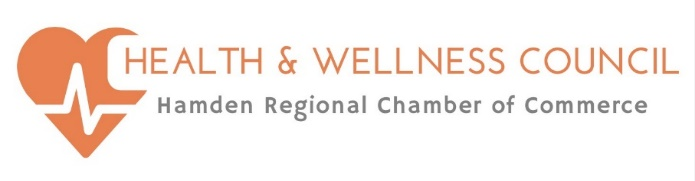 HEALTH & WELLNESS COUNCIL
Hamden Regional Chamber of Commerce